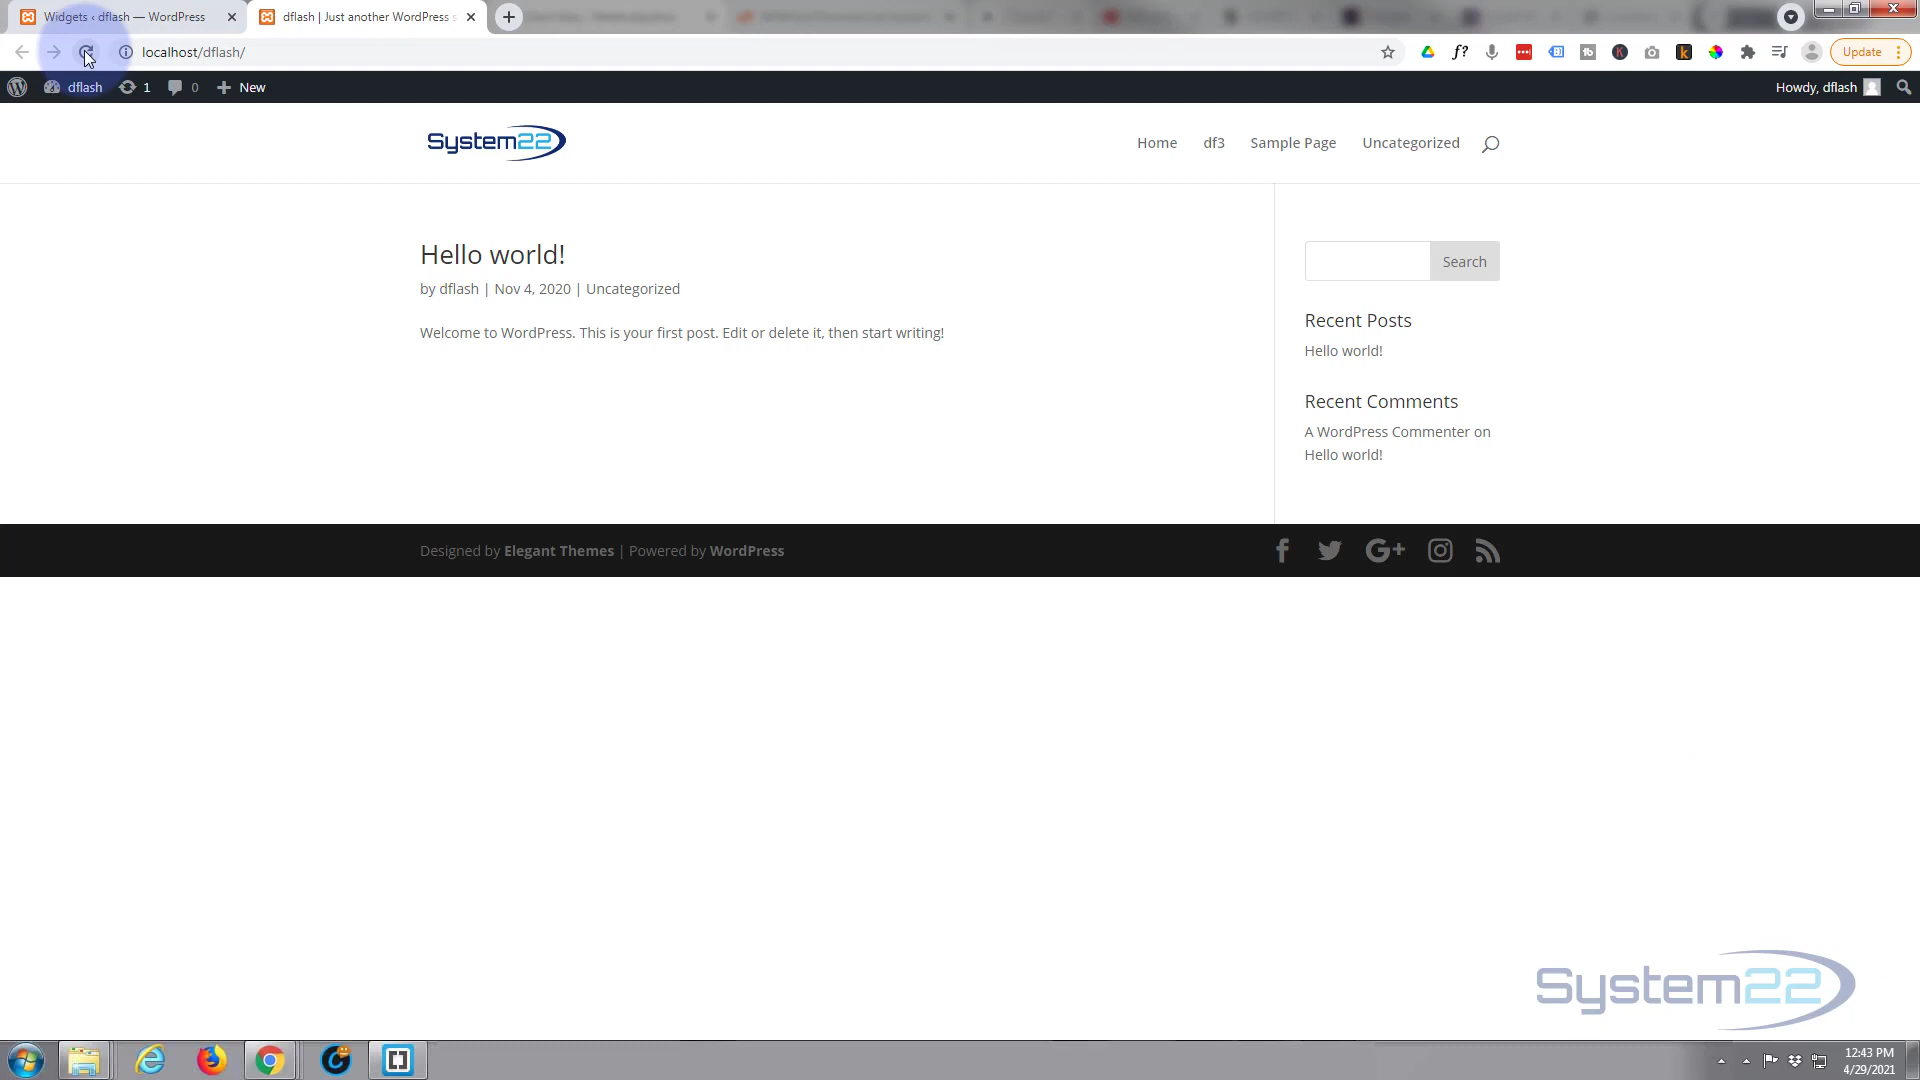 Widgets ‹ dflash — WordPress
dflash | Just another WordPress s
localhost/dflash/
Update
dflash
1
0
New
Howdy, dflash
System22
Home
df3
Sample Page
Uncategorized
Hello world!
by dflash | Nov 4, 2020 | Uncategorized
Welcome to WordPress. This is your first post. Edit or delete it, then start writing!
Search
Recent Posts
Hello world!
Recent Comments
A WordPress Commenter on
Hello world!
Designed by Elegant Themes | Powered by WordPress
System22
12:43 PM
4/29/2021